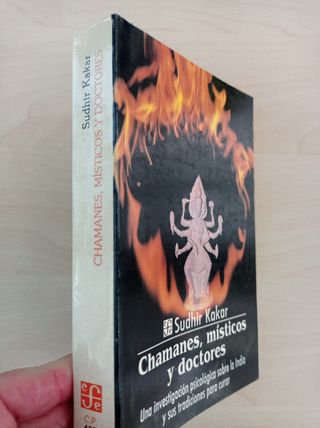 Sudhir Kakar
CHAMANES, MÍSTICOS Y DOCTORES
Sudhir Kakar
Chamanes, místicos
y doctores
Una investigación psicológica sobre la India
y sus tradiciones para curar
C.P.